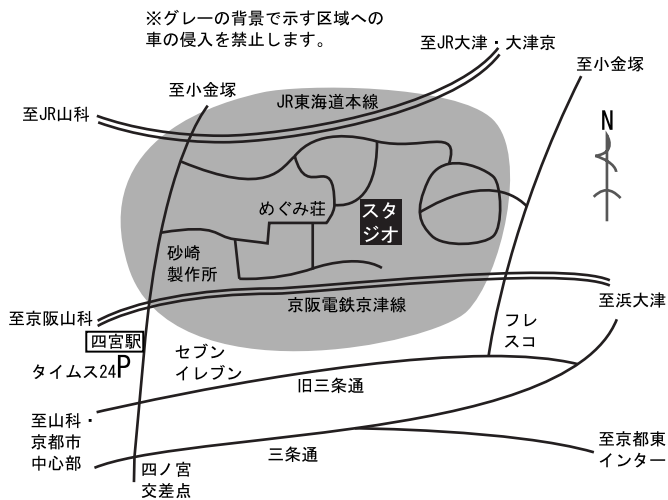 ※グレーの背景で示す区域への
車の侵入を禁止します。
至JR大津・大津京
至小金塚
至小金塚
JR東海道本線
至JR山科
N
めぐみ荘
スタ
ジオ
砂崎
製作所
京阪電鉄京津線
至浜大津
至京阪山科
四宮駅
フレ
スコ
セブン
イレブン
タイムス24P
旧三条通
至山科・
京都市
中心部
三条通
至京都東
インター
四ノ宮
交差点